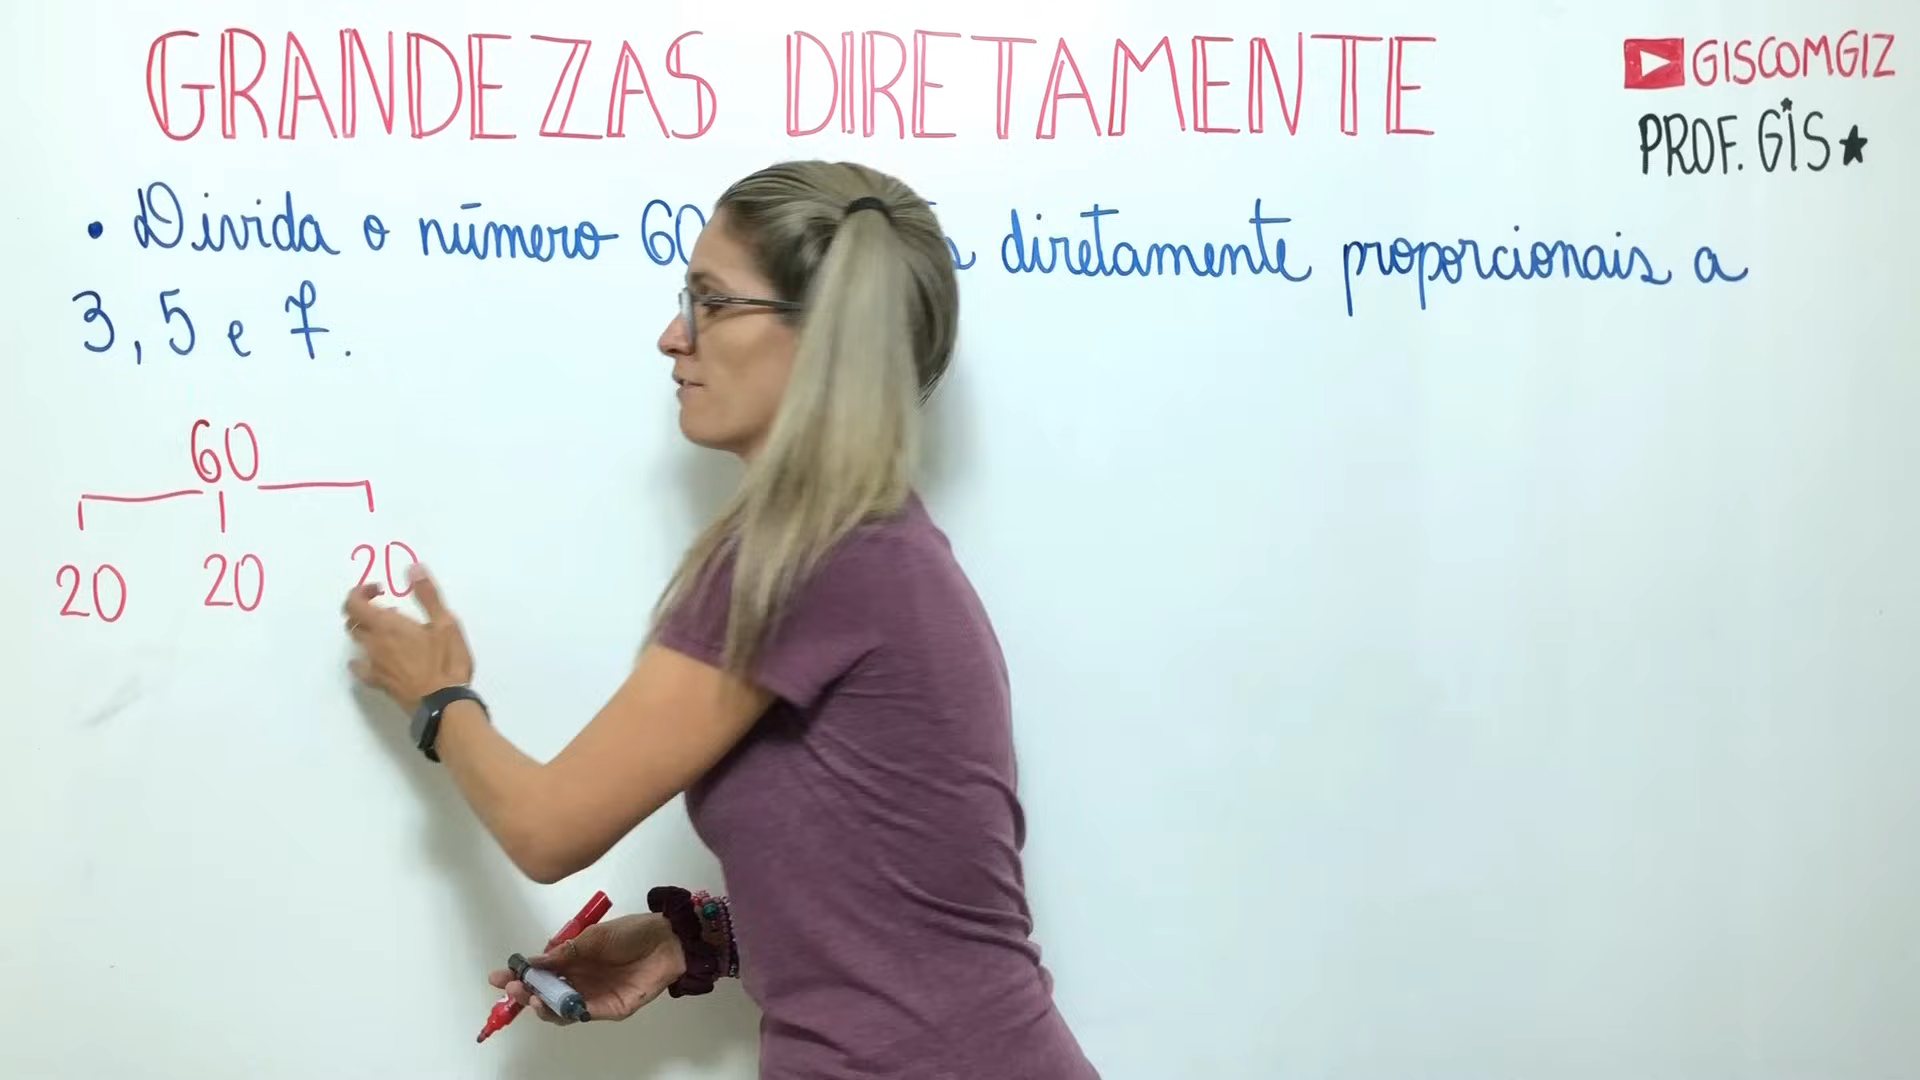 GRANDEZAS DIRETAMENTE
GISCOMGIZ
PROF. GIS
• Divida o número 60 diretamente proporcionais a
3, 5 e 7.
60
20 20 20